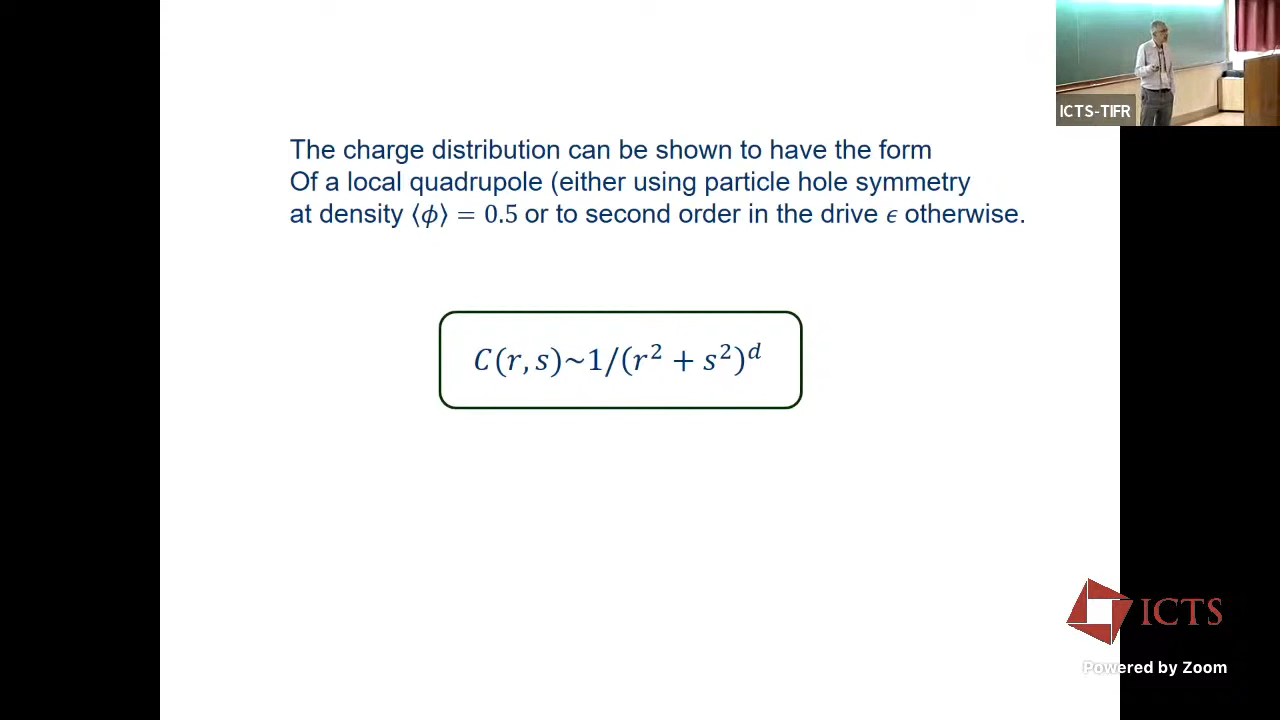 ICTS-TIFR
The charge distribution can be shown to have the form
Of a local quadrupole (either using particle hole symmetry
at density ⟨ϕ⟩ = 0.5 or to second order in the drive ϵ otherwise.
C(r, s)~1/(r² + s²)ᵈ
ICTS
Powered by Zoom